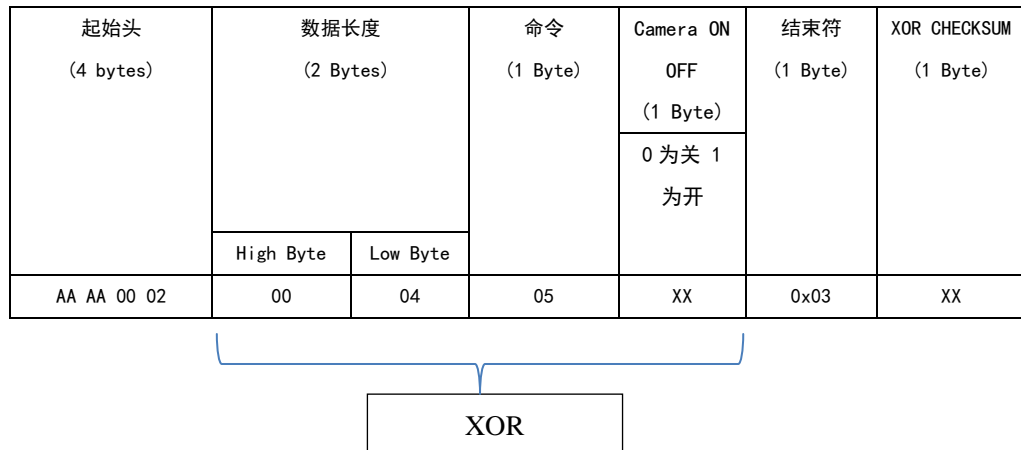 起始头
(4 bytes)
数据长度
(2 Bytes)
High Byte
Low Byte
命令
(1 Byte)
Camera ON
OFF
(1 Byte)
0 为关 1
为开
结束符
(1 Byte)
XOR CHECKSUM
(1 Byte)
AA AA 00 02
00
04
05
XX
0x03
XX
XOR